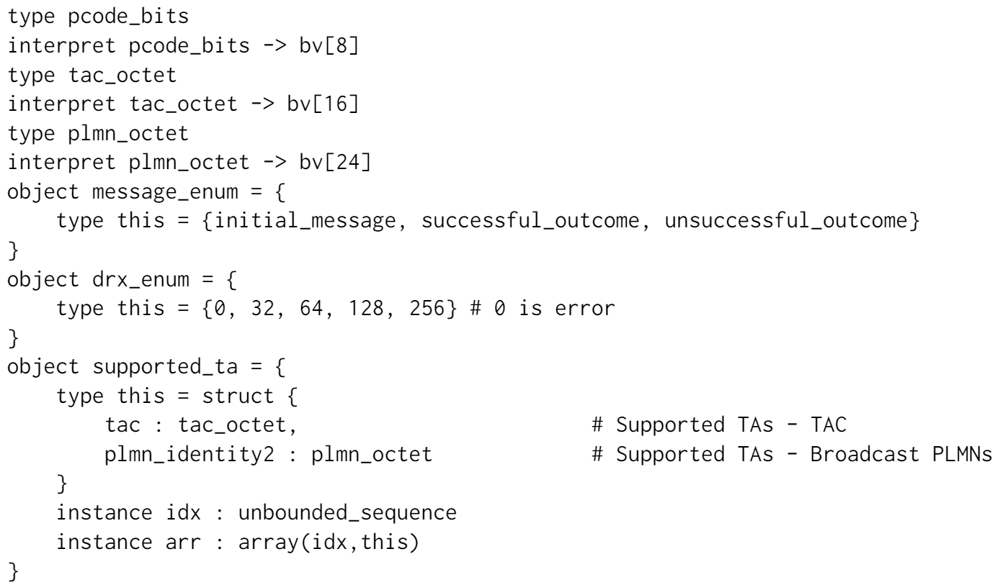 type pcode_bits
interpret pcode_bits -> bv[8]
type tac_octet
interpret tac_octet -> bv[16]
type plmn_octet
interpret plmn_octet -> bv[24]
object message_enum = {
    type this = {initial_message, successful_outcome, unsuccessful_outcome}
}
object drx_enum = {
    type this = {0, 32, 64, 128, 256} # 0 is error
}
object supported_ta = {
    type this = struct {
        tac : tac_octet,                        # Supported TAs - TAC
        plmn_identity2 : plmn_octet             # Supported TAs - Broadcast PLMNs
    }
    instance idx : unbounded_sequence
    instance arr : array(idx,this)
}